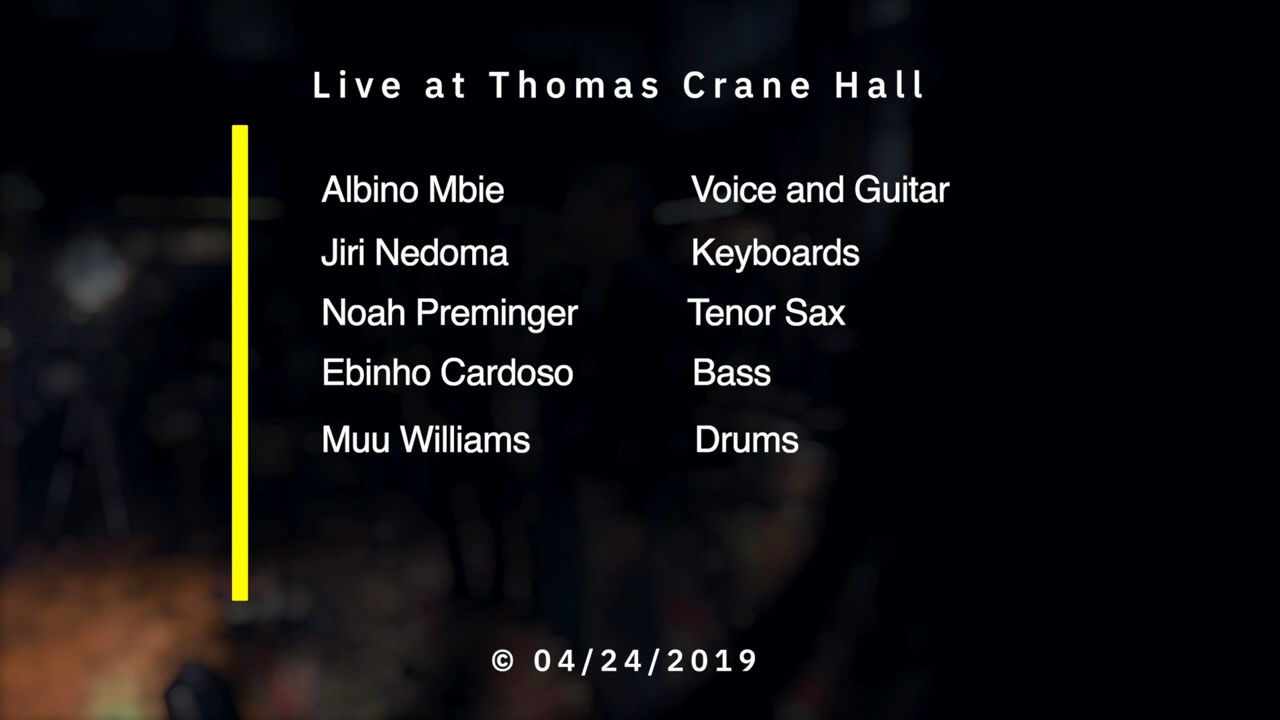 Live at Thomas Crane Hall
Albino Mbie Voice and Guitar
Jiri Nedoma Keyboards
Noah Preminger Tenor Sax
Ebinho Cardoso Bass
Muu Williams Drums
© 04/24/2019